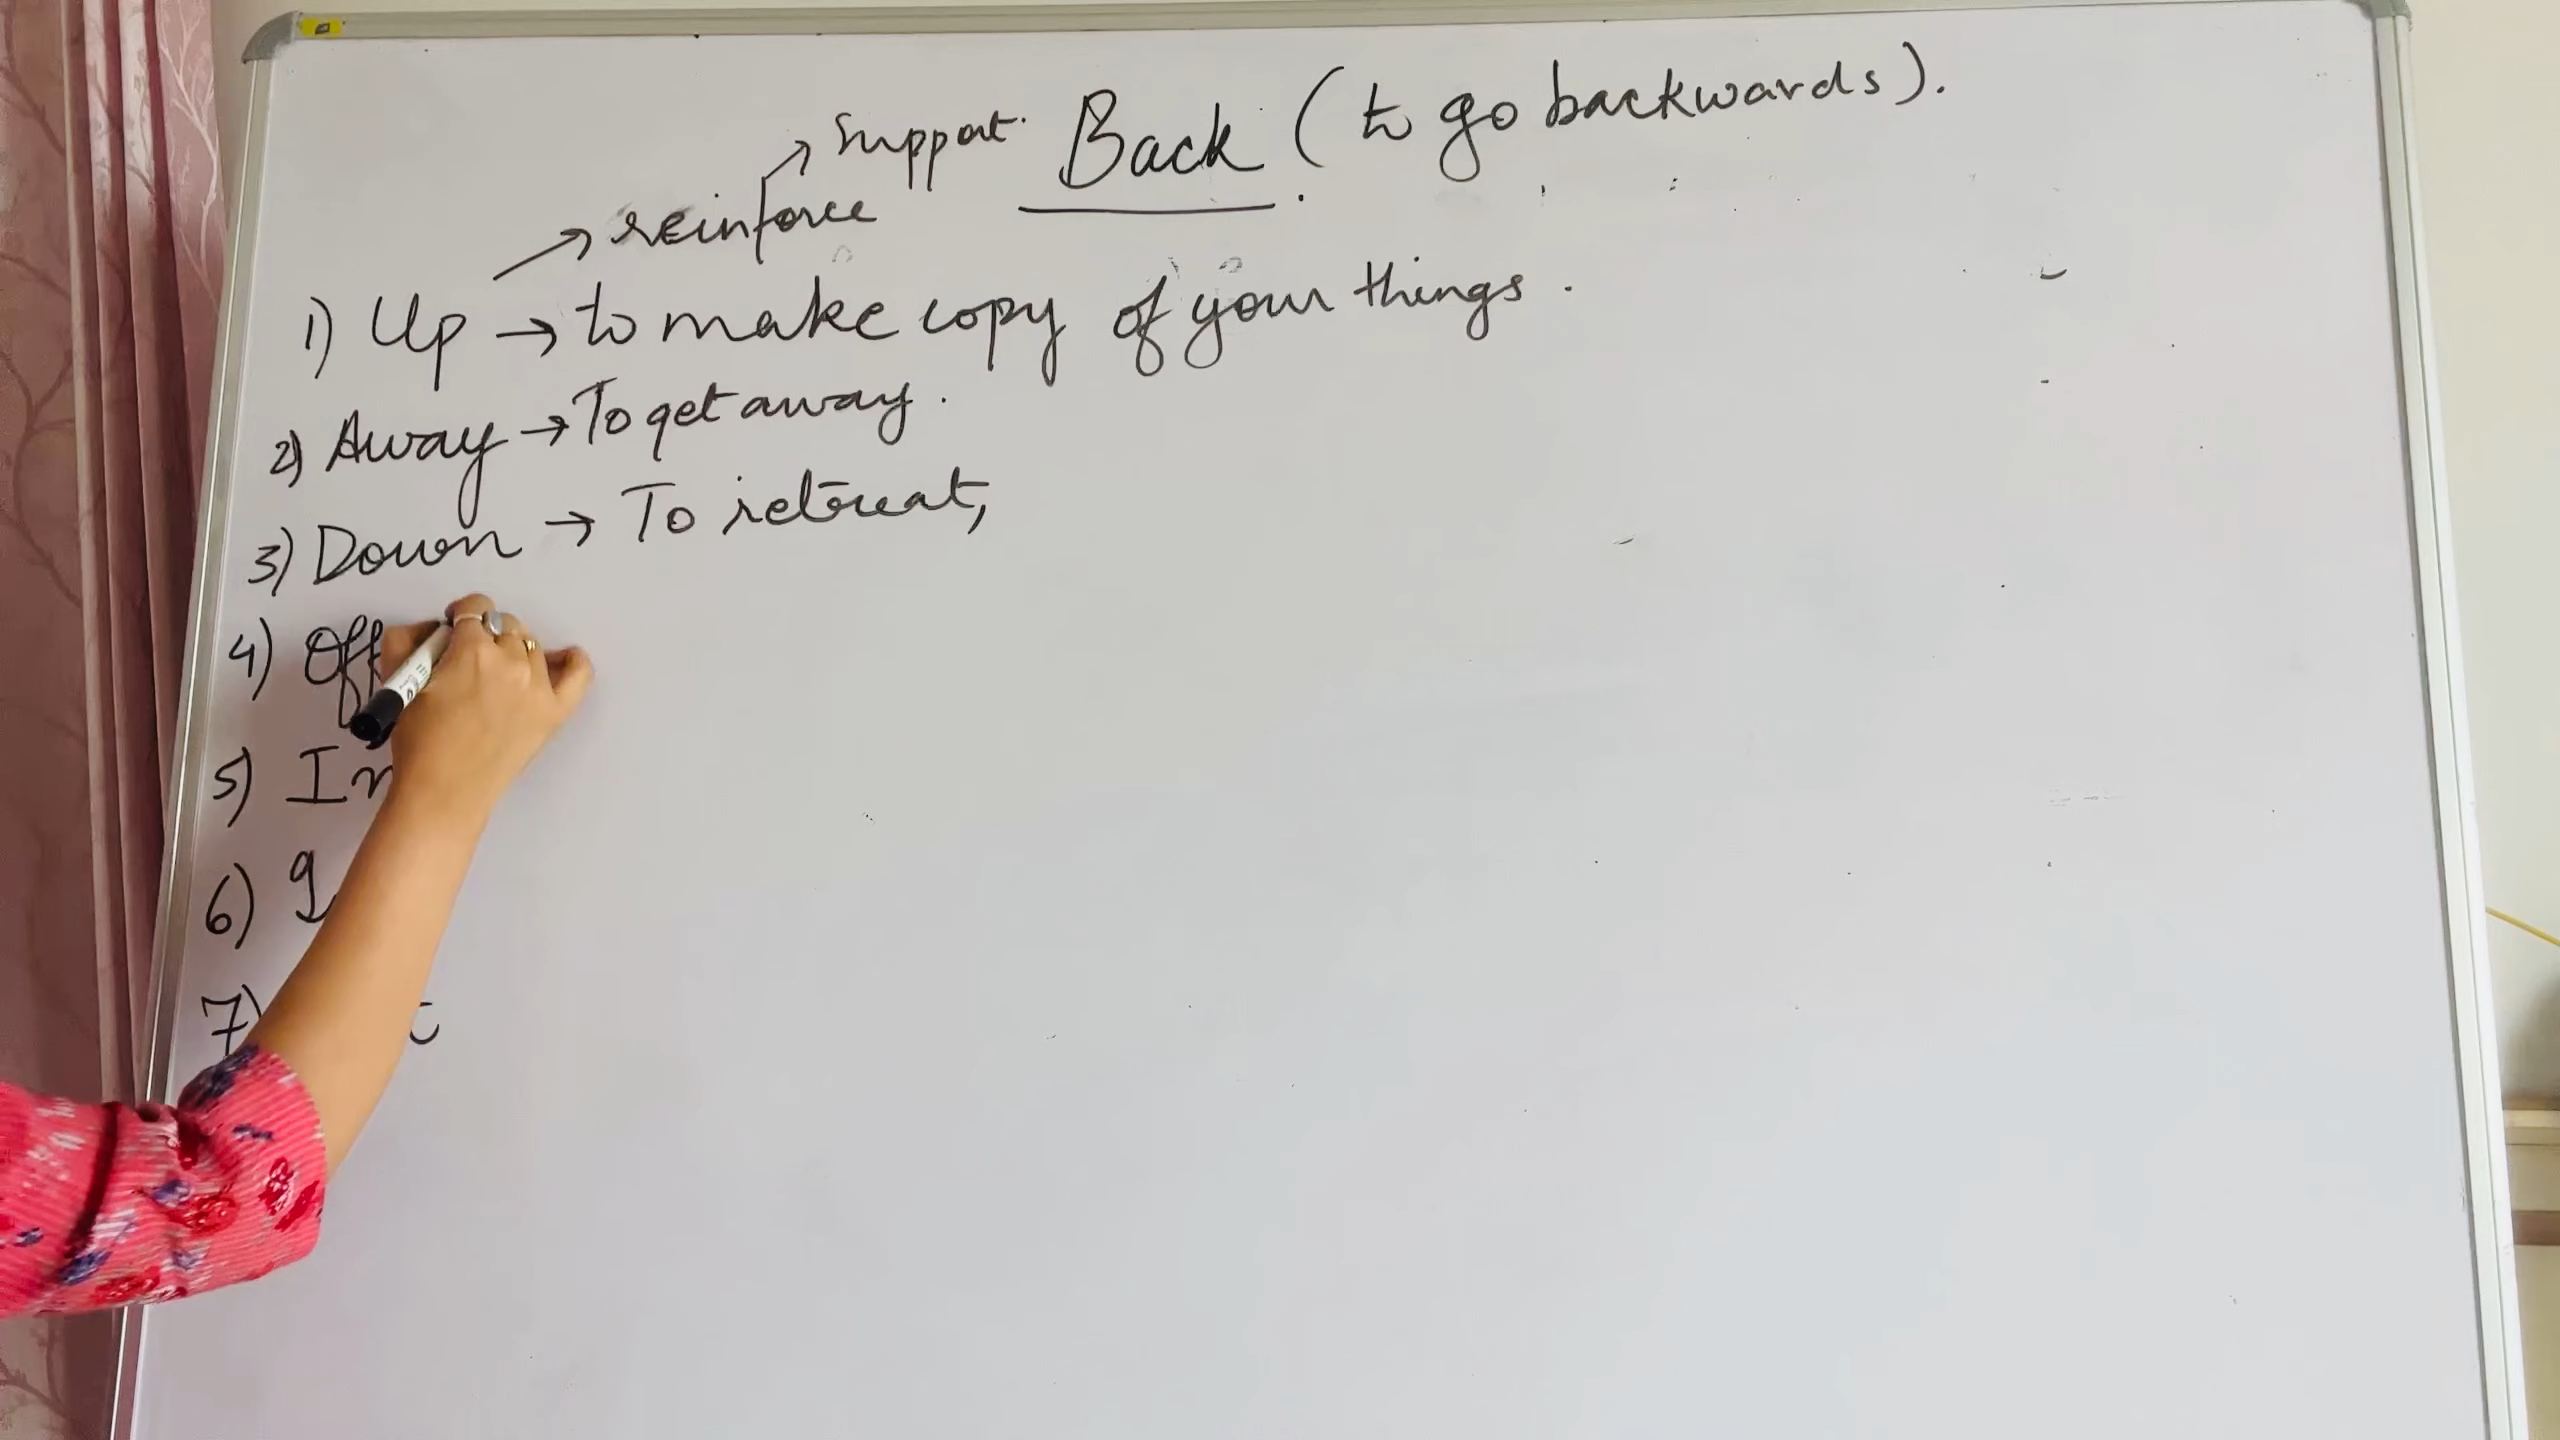 Back (to go backwards).
support.
reinforce
1) Up → to make copy of your things.
2) Away → To get away.
3) Down → To retreat,
4) Off
5)
6)
7)